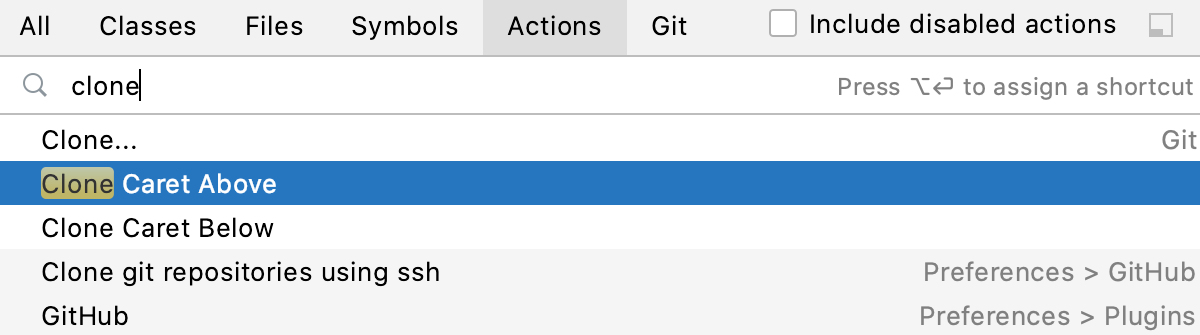 All Classes Files Symbols Actions Git Include disabled actions
clone Press ⌥↩ to assign a shortcut
Clone... Git
Clone Caret Above
Clone Caret Below
Clone git repositories using ssh Preferences > GitHub
GitHub Preferences > Plugins